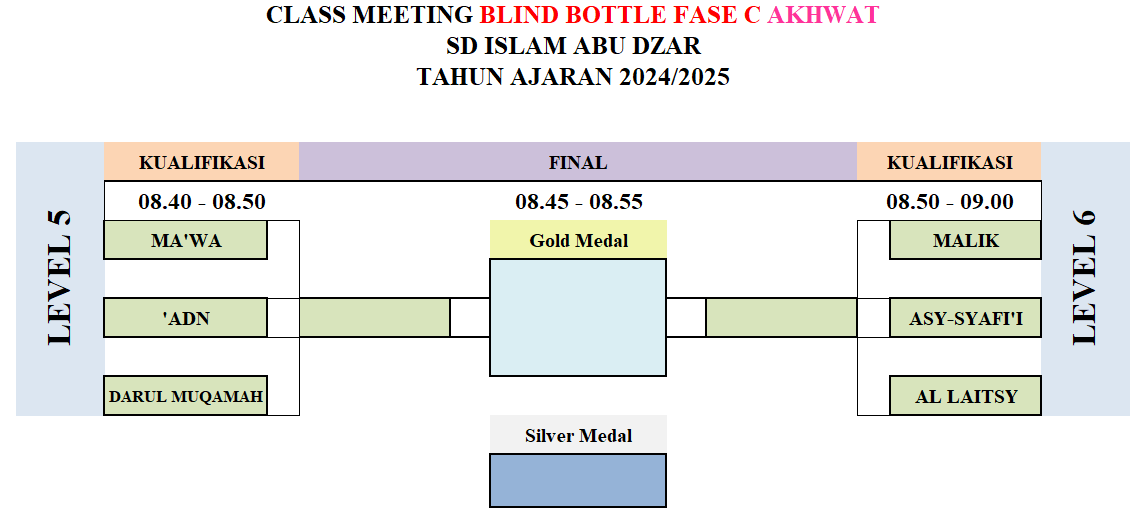 CLASS MEETING BLIND BOTTLE FASE C AKHWAT
SD ISLAM ABU DZAR
TAHUN AJARAN 2024/2025
KUALIFIKASI
FINAL
KUALIFIKASI
08.40 - 08.50
08.45 - 08.55
08.50 - 09.00
LEVEL 5
MA'WA
Gold Medal
MALIK
LEVEL 6
'ADN
ASY-SYAFI'I
DARUL MUQAMAH
AL LAITSY
Silver Medal